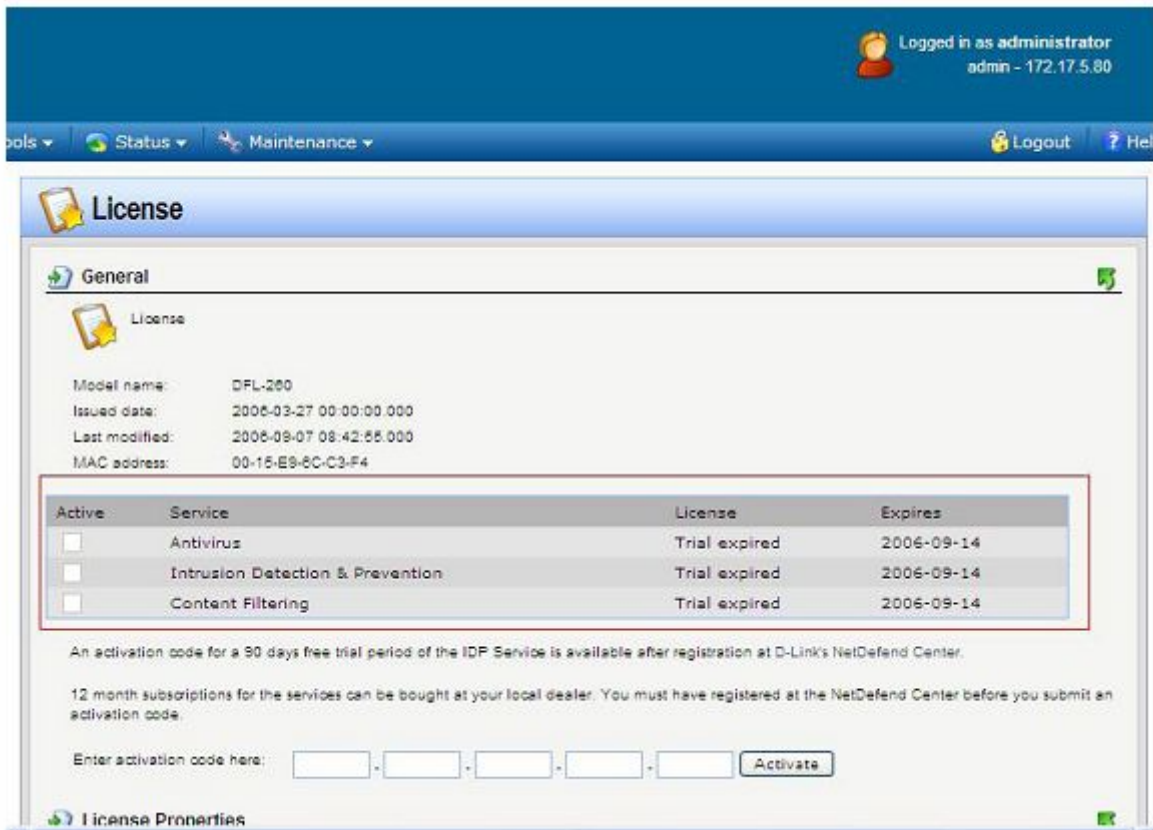 Logged in as administrator
admin - 172.17.5.80
ools Status Maintenance Logout Hel
License
General
License
Model name: DFL-260
Issued date: 2006-03-27 00:00:00.000
Last modified: 2006-09-07 08:42:55.000
MAC address: 00-15-E9-6C-C3-F4
Active Service License Expires
Antivirus Trial expired 2006-09-14
Intrusion Detection & Prevention Trial expired 2006-09-14
Content Filtering Trial expired 2006-09-14
An activation code for a 90 days free trial period of the IDP Service is available after registration at D-Link's NetDefend Center.
12 month subscriptions for the services can be bought at your local dealer. You must have registered at the NetDefend Center before you submit an
activation code.
Enter activation code here: - - - - Activate
License Properties